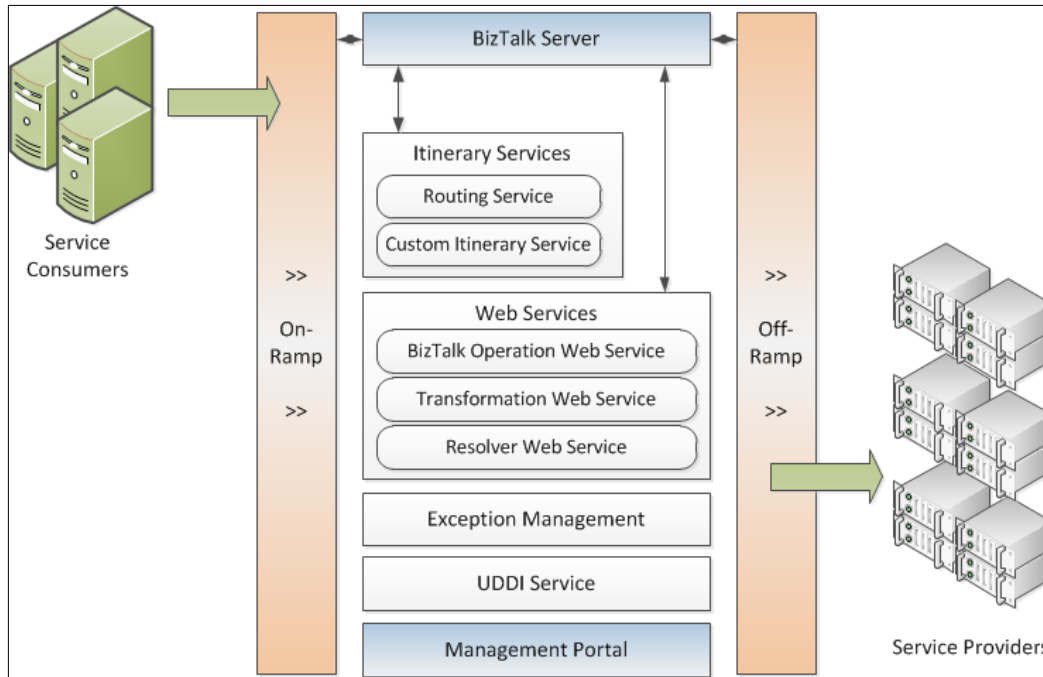 BizTalk Server
Itinerary Services
Routing Service
Custom Itinerary Service
Service
Consumers
>>
On-
Ramp
>>
Web Services
BizTalk Operation Web Service
Transformation Web Service
Resolver Web Service
Exception Management
UDDI Service
Management Portal
>>
Off-
Ramp
>>
Service Providers